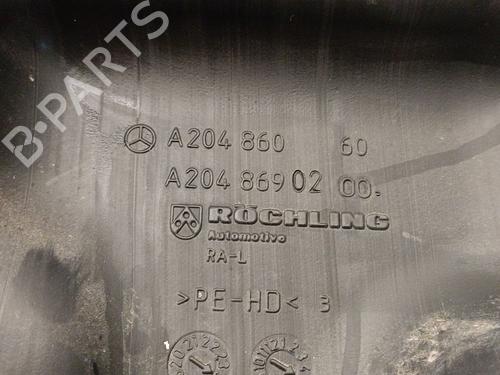 B-PARTS
A204 860 60
A204 869 02 00
RÖCHLING
Automotive
RA-L
>PE-HD< 3